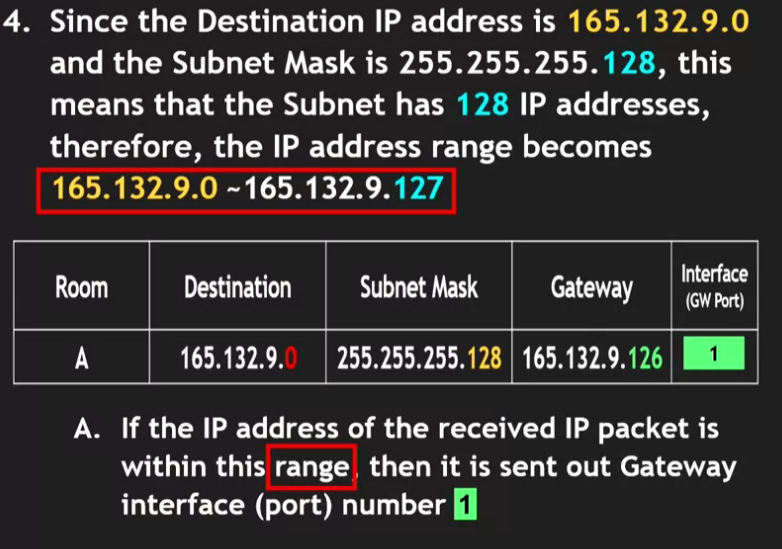 4. Since the Destination IP address is 165.132.9.0
and the Subnet Mask is 255.255.255.128, this
means that the Subnet has 128 IP addresses,
therefore, the IP address range becomes
165.132.9.0 ~165.132.9.127
Room Destination Subnet Mask Gateway Interface (GW Port)
A 165.132.9.0 255.255.255.128 165.132.9.126 1
A. If the IP address of the received IP packet is
within this range, then it is sent out Gateway
interface (port) number 1